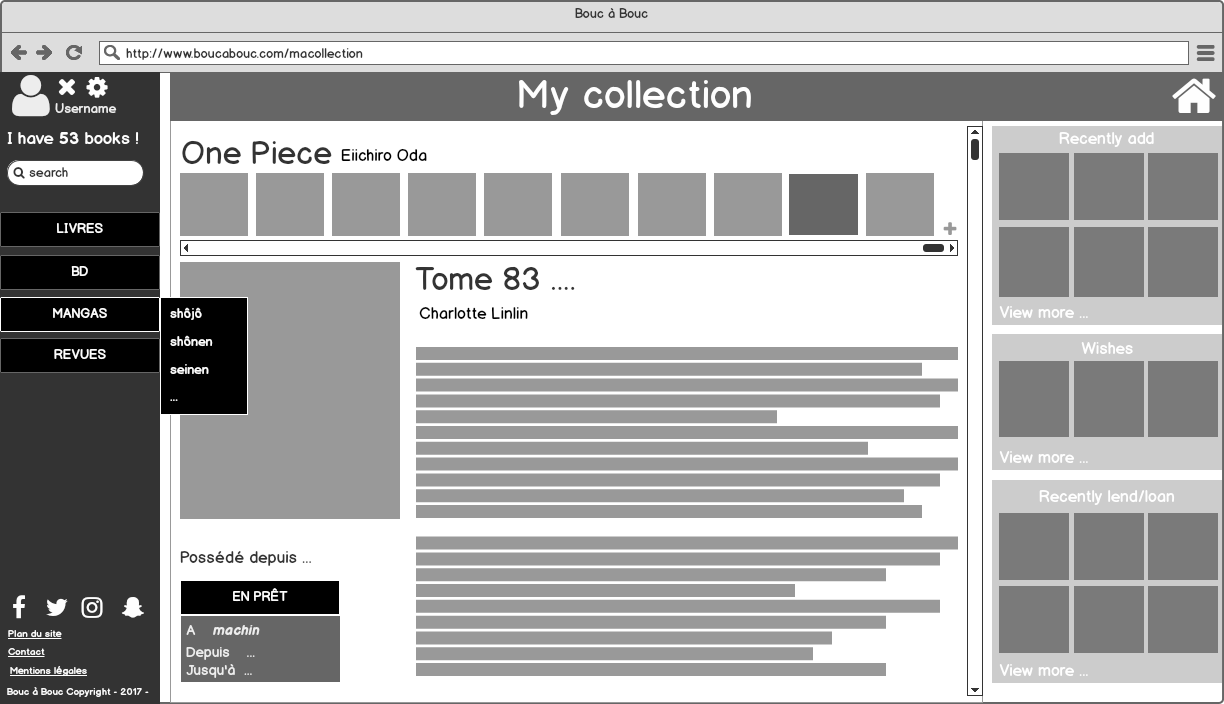 Bouc à Bouc
http://www.boucabouc.com/macollection
Username
I have 53 books !
search
LIVRES
BD
MANGAS
REVUES
shôjô
shônen
seinen
...
Plan du site
Contact
Mentions légales
Bouc à Bouc Copyright - 2017 -
My collection
One Piece Eiichiro Oda
Tome 83 ....
Charlotte Linlin
Possédé depuis ...
EN PRÊT
A machin
Depuis ...
Jusqu'à ...
Recently add
View more ...
Wishes
View more ...
Recently lend/loan
View more ...